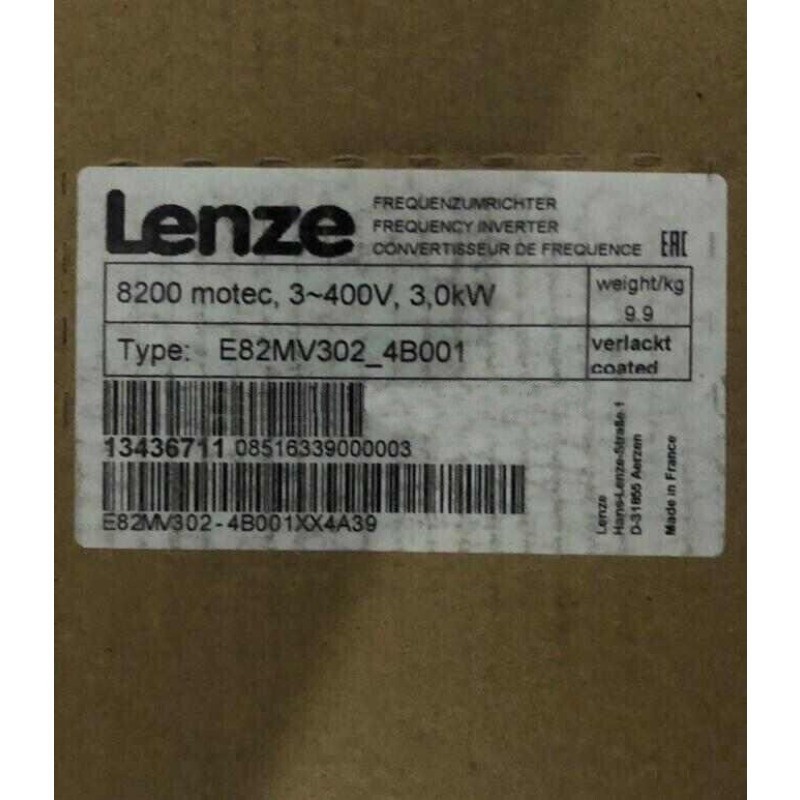 Lenze
FREQUENZUMRICHTER
FREQUENCY INVERTER
CONVERTISSEUR DE FREQUENCE
EAC
8200 motec, 3~400V, 3,0kW
weight/kg
9.9
Type: E82MV302_4B001
verlackt
coated
13436711 08516339000003
E82MV302-4B001XX4A39
Lenze
Hans-Lenze-Straße 1
D-31855 Aerzen
Made in France